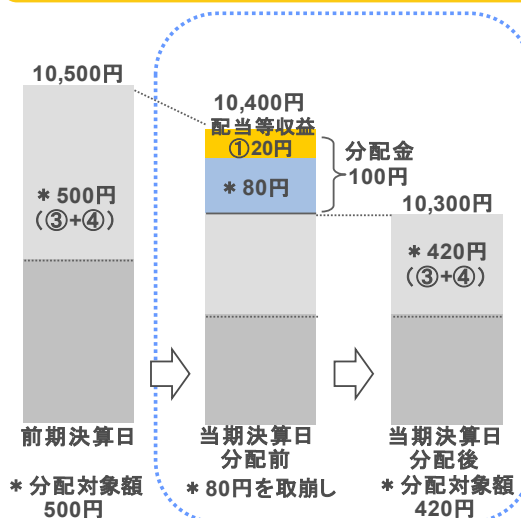 10,500円
＊500円
（③+④）
前期決算日
＊分配対象額
500円
10,400円
配当等収益
①20円
＊80円
分配金
100円
当期決算日
分配前
＊80円を取崩し
10,300円
＊420円
（③+④）
当期決算日
分配後
＊分配対象額
420円